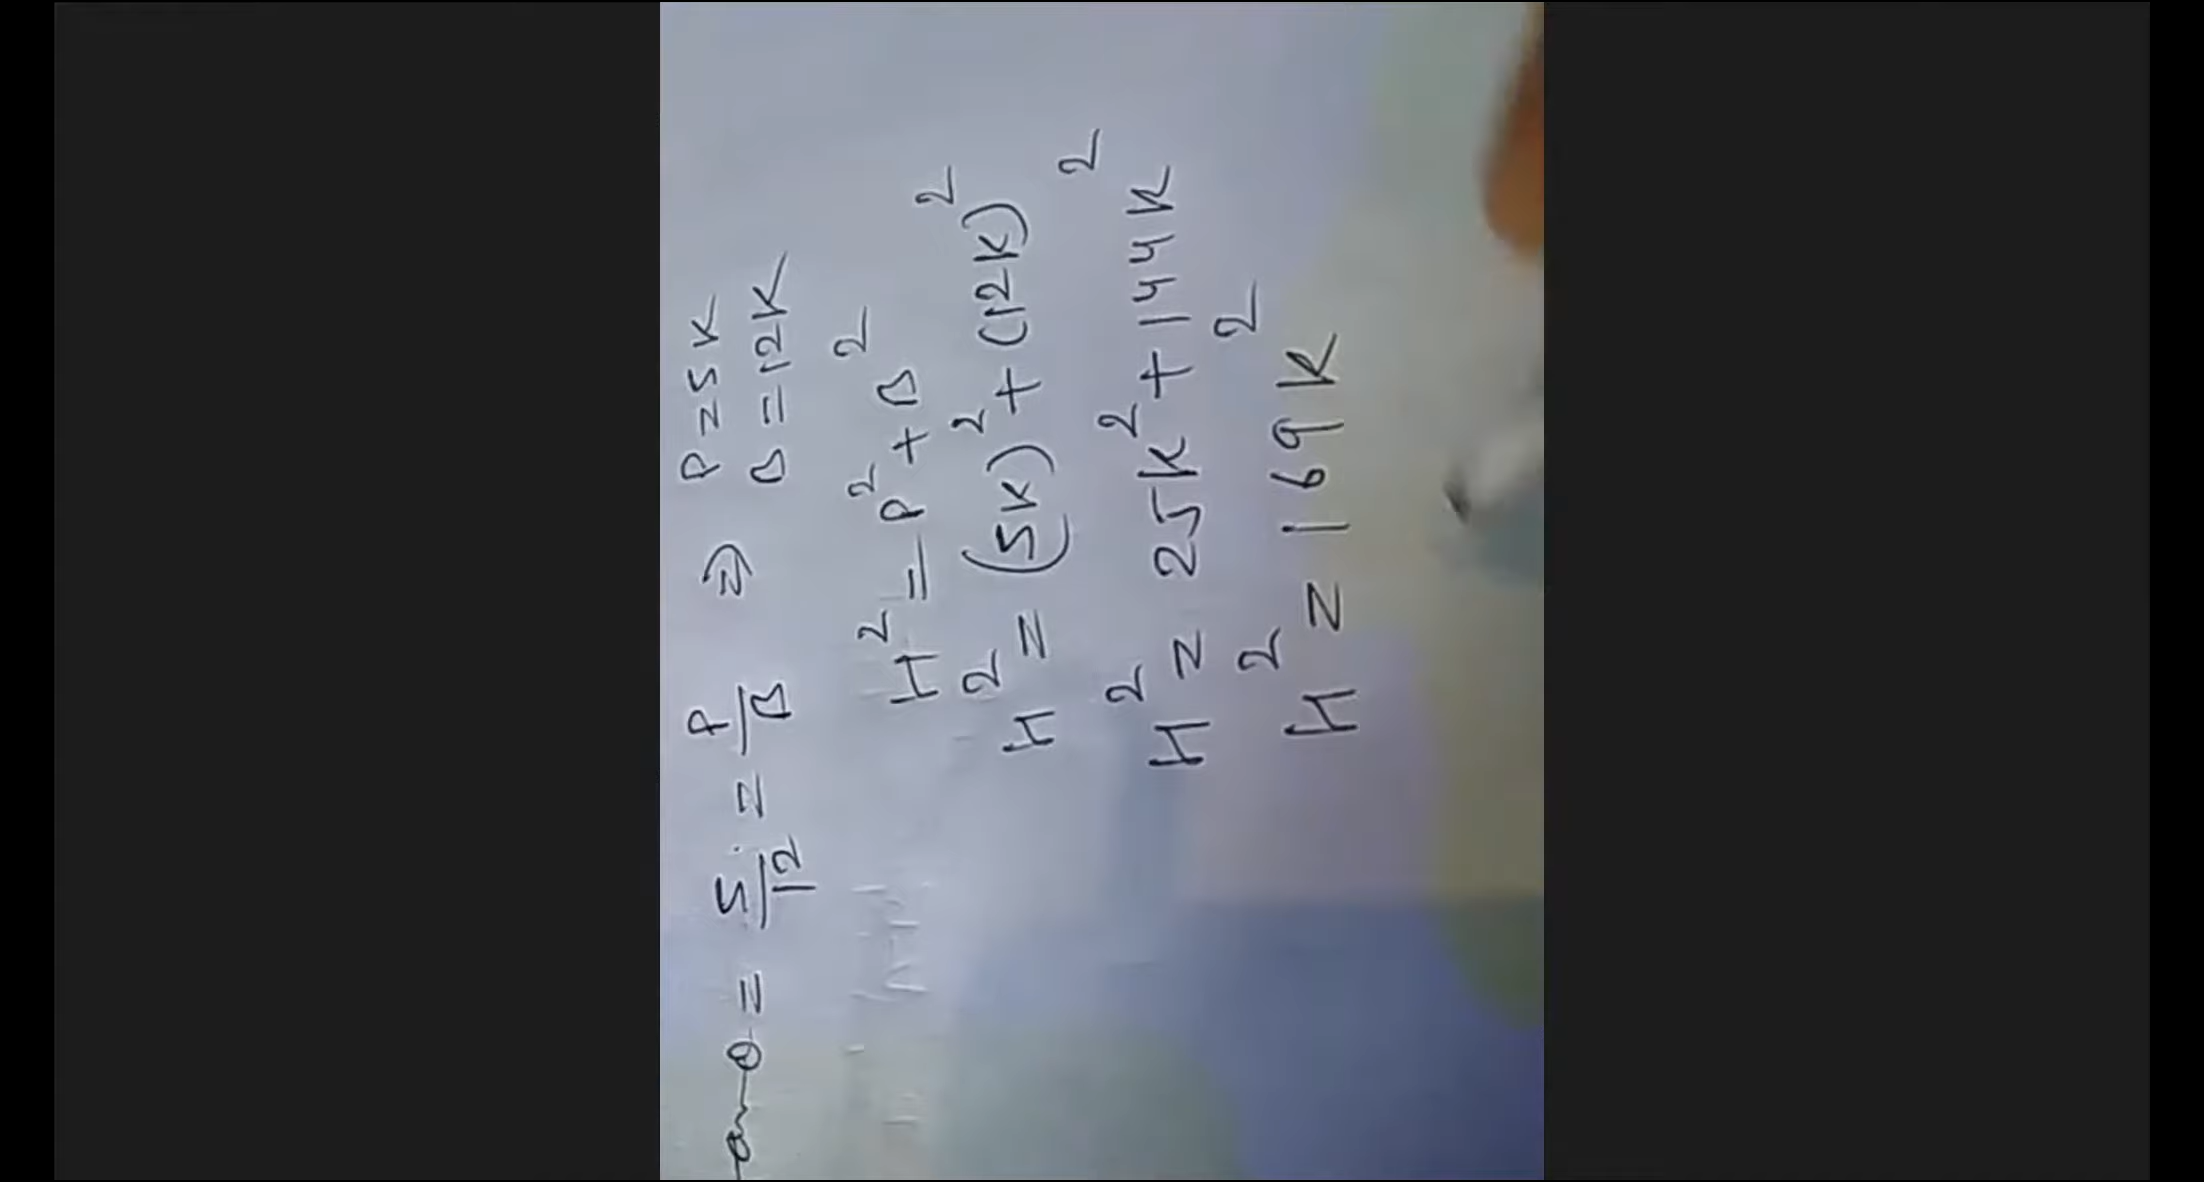 tan θ = 5/12 = P/B ⇒ P = 5K
B = 12K
H² = P² + B²
H² = (5K)² + (12K)²
H² = 25K² + 144K²
H² = 169K²